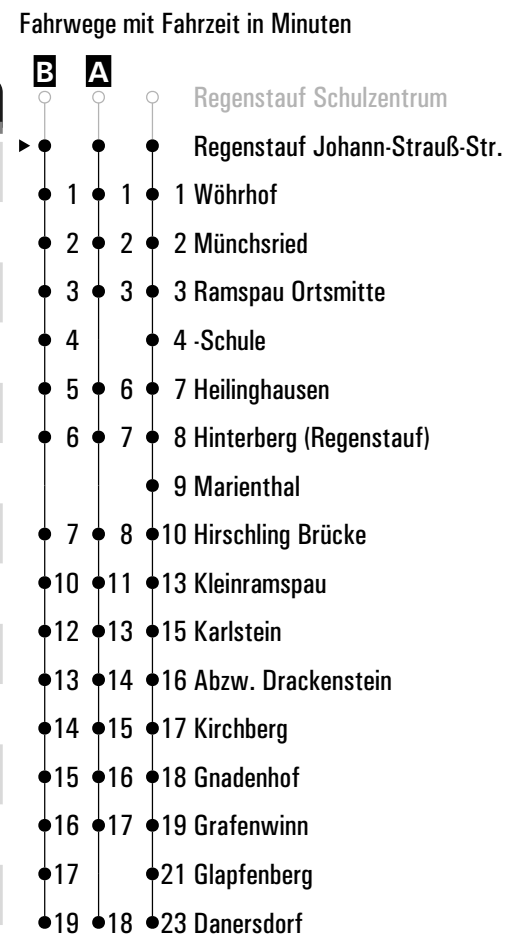 Fahrwege mit Fahrzeit in Minuten
B A
Regenstauf Schulzentrum
Regenstauf Johann-Strauß-Str.
1 1 1 Wöhrhof
2 2 2 Münchsried
3 3 3 Ramspau Ortsmitte
4 4 -Schule
5 6 7 Heilinghausen
6 7 8 Hinterberg (Regenstauf)
9 Marienthal
7 8 10 Hirschling Brücke
10 11 13 Kleinramspau
12 13 15 Karlstein
13 14 16 Abzw. Drackenstein
14 15 17 Kirchberg
15 16 18 Gnadenhof
16 17 19 Grafenwinn
17 21 Glapfenberg
19 18 23 Danersdorf